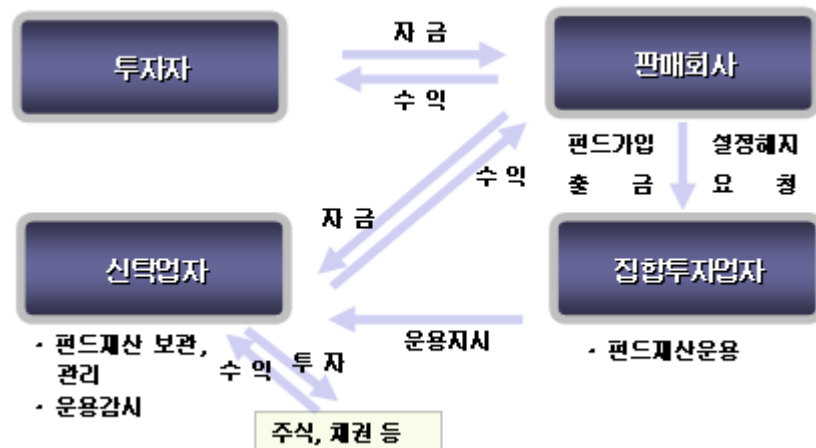 투자자
자 금
수 익
판매회사
펀드가입 설정해지
출 금 요 청
수 익
자 금
신탁업자
집합투자업자
운용지시
· 펀드재산 보관,
관리
· 운용감시
수 익
투 자
· 펀드재산운용
주식, 채권 등